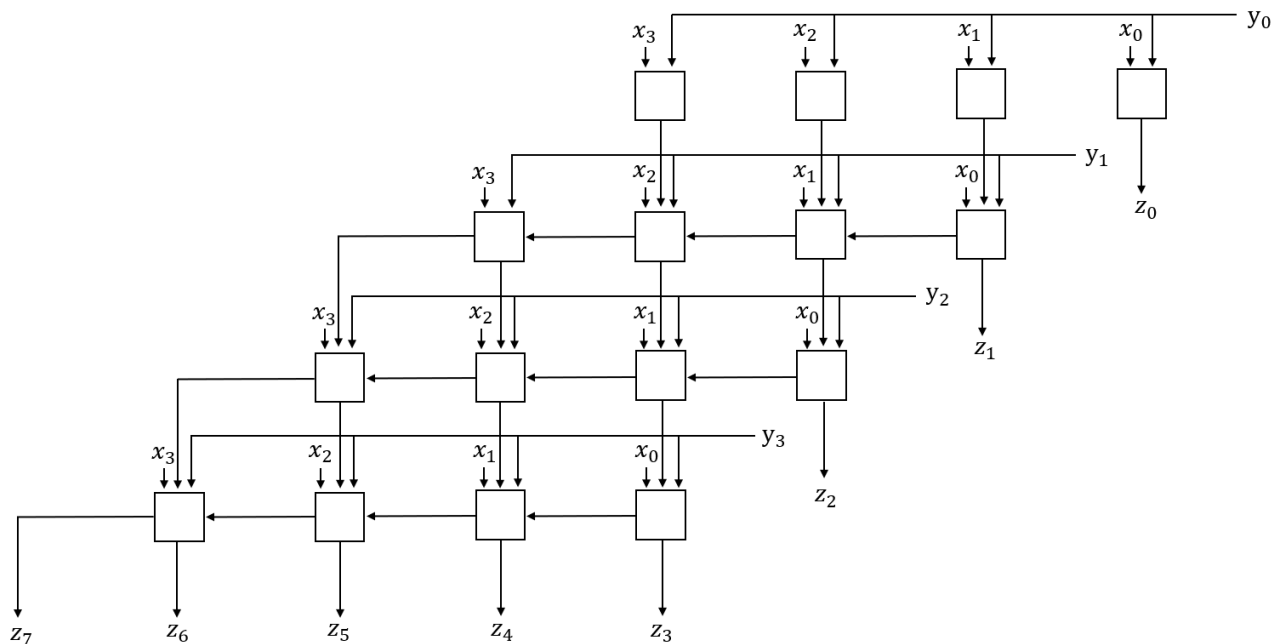 y₀
x₃ x₂ x₁ x₀
y₁
x₃ x₂ x₁ x₀
z₀
y₂
x₃ x₂ x₁ x₀
z₁
y₃
x₃ x₂ x₁ x₀
z₂
z₇ z₆ z₅ z₄ z₃